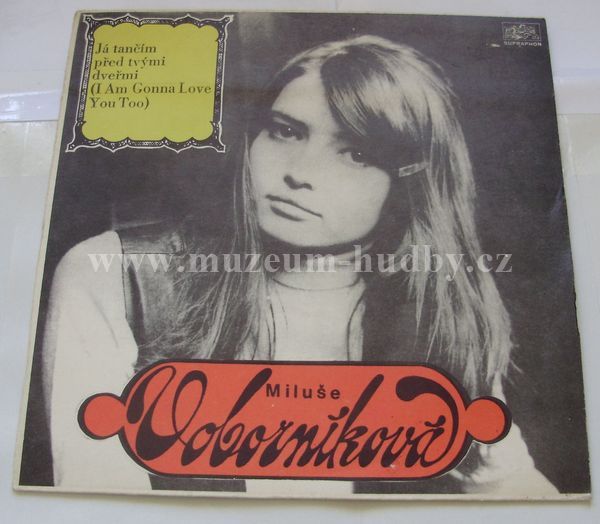 Já tančím
před tvými
dveřmi
(I Am Gonna Love
You Too)
SUPRAPHON
www.muzeum-hudby.cz
Miluše
Voborníková